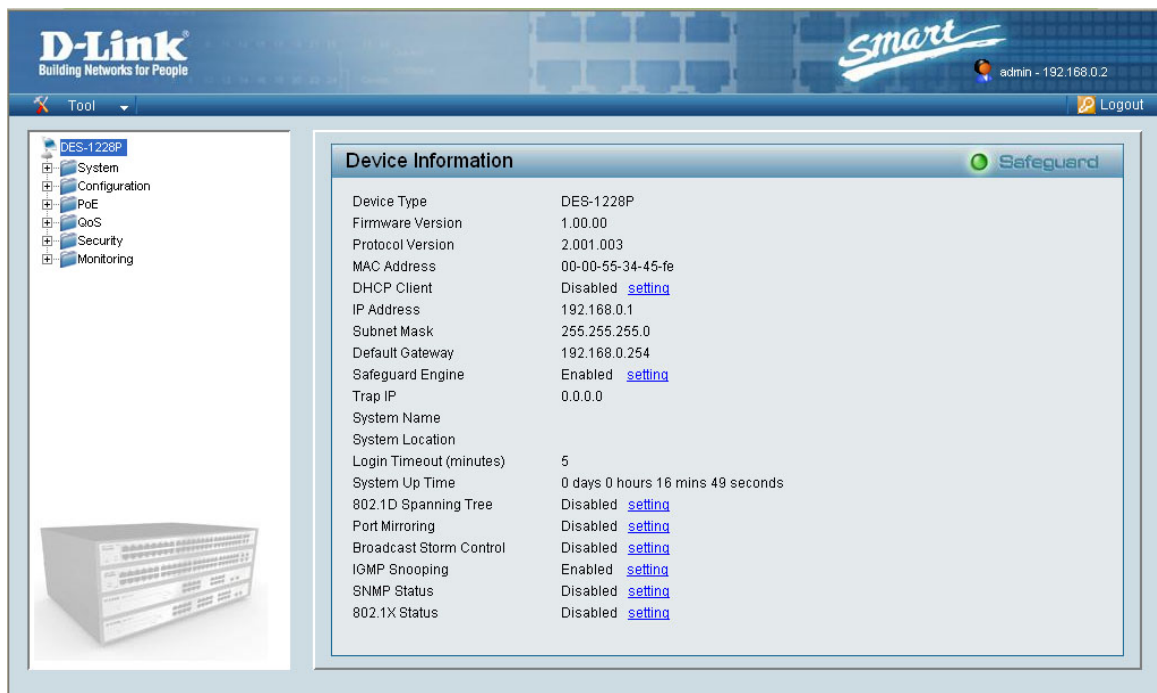 D-Link
Building Networks for People
smart
admin - 192.168.0.2
Tool
Logout
DES-1228P
System
Configuration
PoE
QoS
Security
Monitoring
Device Information
Safeguard
Device Type DES-1228P
Firmware Version 1.00.00
Protocol Version 2.001.003
MAC Address 00-00-55-34-45-fe
DHCP Client Disabled setting
IP Address 192.168.0.1
Subnet Mask 255.255.255.0
Default Gateway 192.168.0.254
Safeguard Engine Enabled setting
Trap IP 0.0.0.0
System Name
System Location
Login Timeout (minutes) 5
System Up Time 0 days 0 hours 16 mins 49 seconds
802.1D Spanning Tree Disabled setting
Port Mirroring Disabled setting
Broadcast Storm Control Disabled setting
IGMP Snooping Enabled setting
SNMP Status Disabled setting
802.1X Status Disabled setting